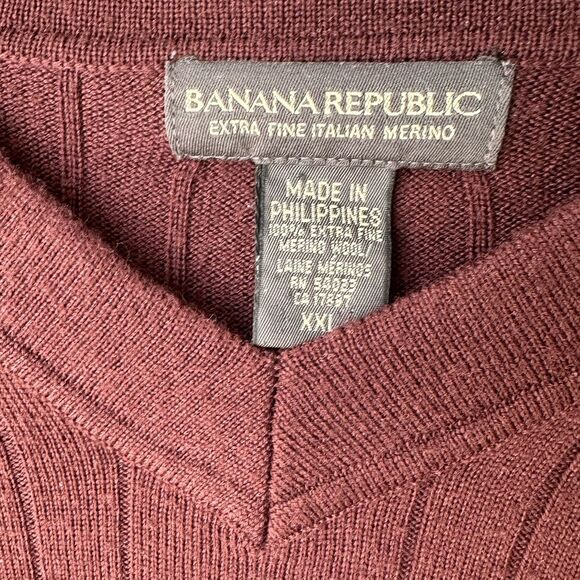 BANANA REPUBLIC
EXTRA FINE ITALIAN MERINO
MADE IN
PHILIPPINES
100% EXTRA FINE
MERINO WOOL/
LAINE MERINOS
RN 54023
CA 17897
XXL